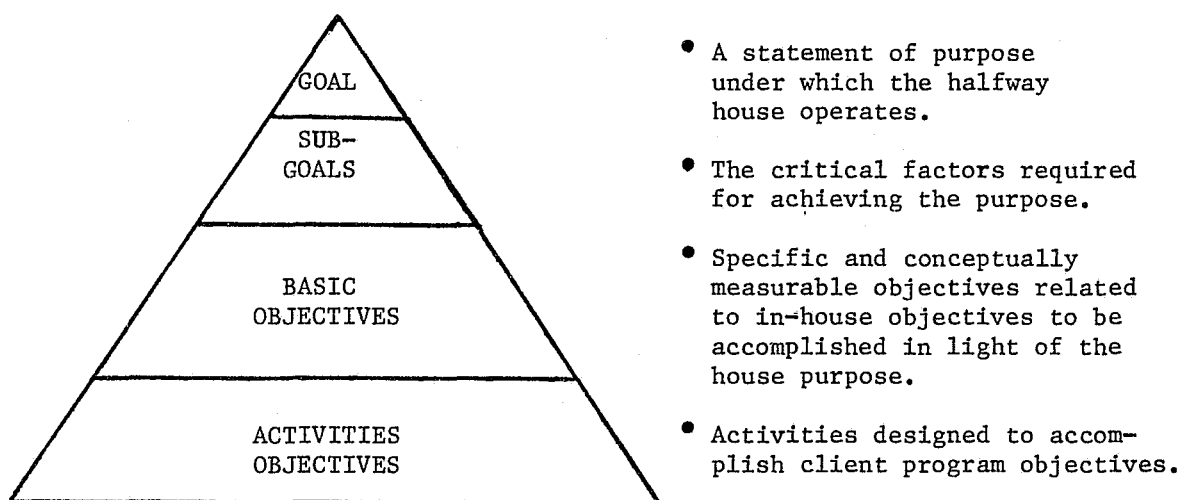 GOAL
SUB-
GOALS
BASIC
OBJECTIVES
ACTIVITIES
OBJECTIVES
• A statement of purpose
under which the halfway
house operates.
• The critical factors required
for achieving the purpose.
• Specific and conceptually
measurable objectives related
to in-house objectives to be
accomplished in light of the
house purpose.
• Activities designed to accom-
plish client program objectives.